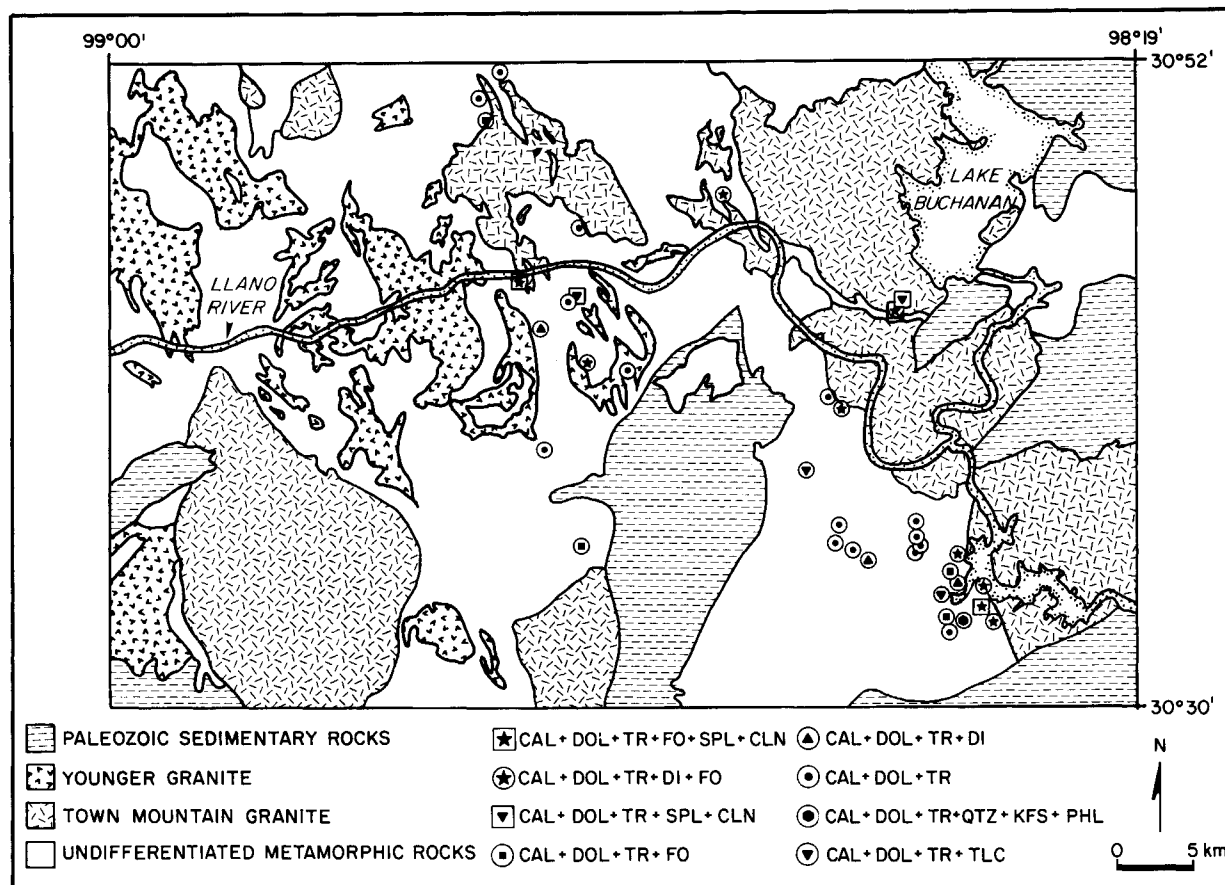 99°00'
98°19'
30°52'
LAKE
BUCHANAN
LLANO
RIVER
30°30'
PALEOZOIC SEDIMENTARY ROCKS
YOUNGER GRANITE
TOWN MOUNTAIN GRANITE
UNDIFFERENTIATED METAMORPHIC ROCKS
CAL+DOL+TR+FO+SPL+CLN
CAL+DOL+TR+DI+FO
CAL+DOL+TR+SPL+CLN
CAL+DOL+TR+FO
CAL+DOL+TR+DI
CAL+DOL+TR
CAL+DOL+TR+QTZ+KFS+PHL
CAL+DOL+TR+TLC
N
0 5 km